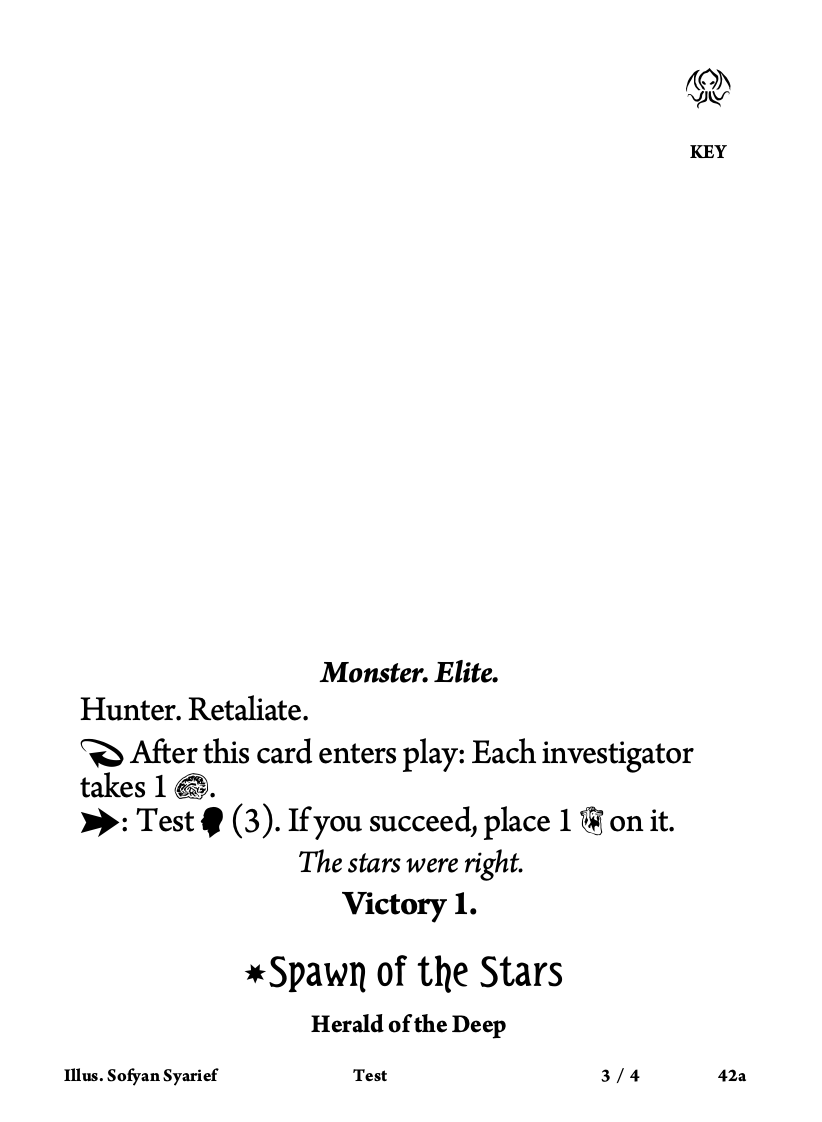 KEY
Monster. Elite.
Hunter. Retaliate.
After this card enters play: Each investigator
takes 1 .
: Test (3). If you succeed, place 1 on it.
The stars were right.
Victory 1.
Spawn of the Stars
Herald of the Deep
Illus. Sofyan Syarief Test 3 / 4 42a